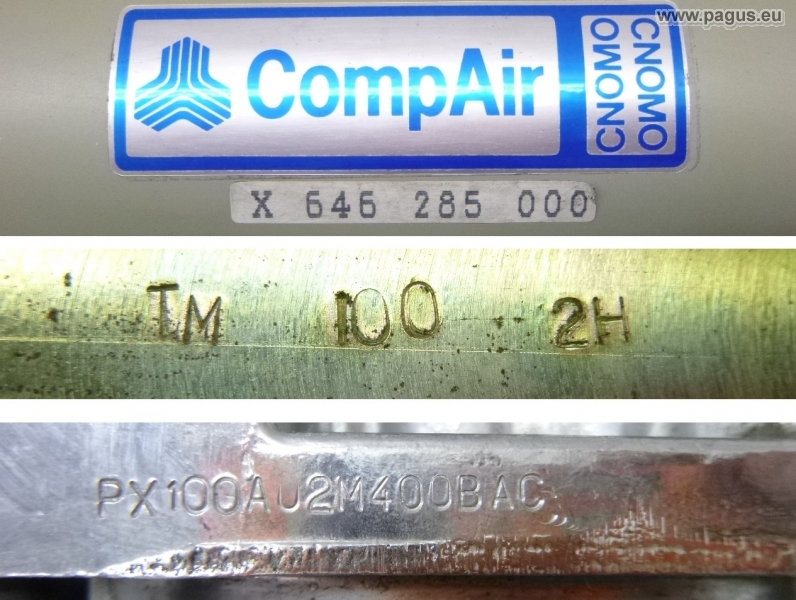 www.pagus.eu
CompAir
CNOMO
CNOMO
X 646 285 000
TM 100 2H
PX100AU2M400BAC